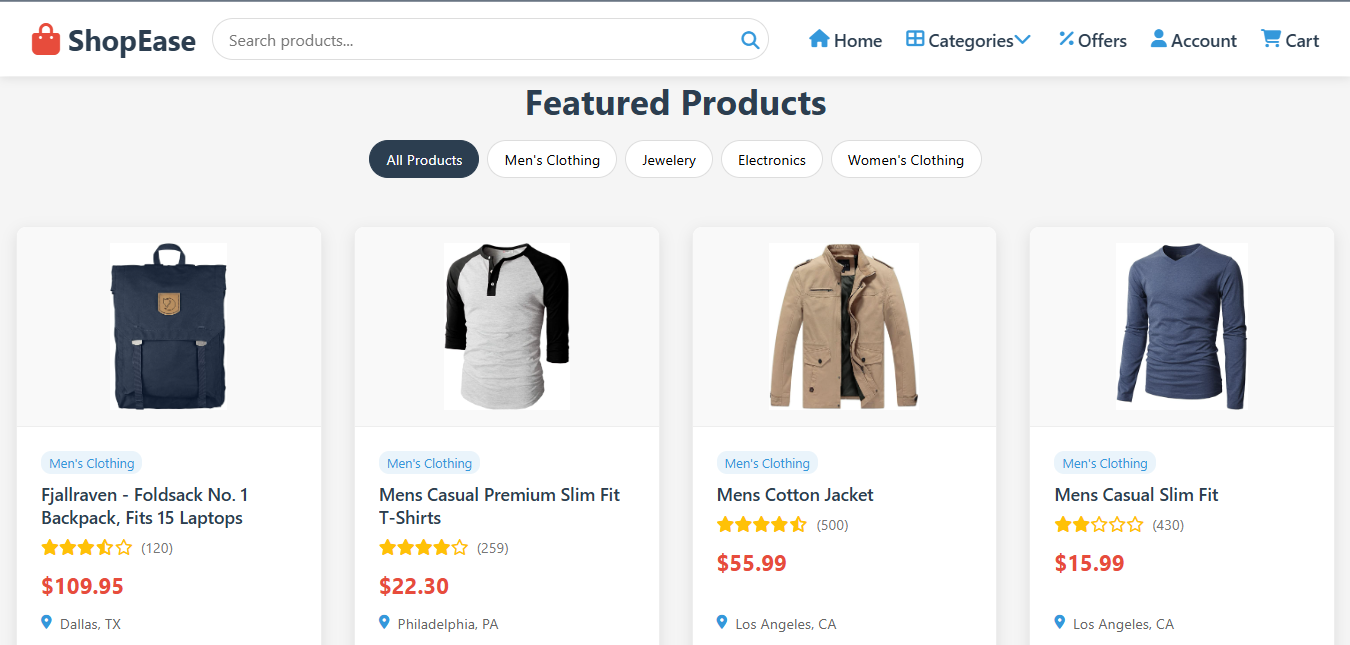 ShopEase
Search products...
Home
Categories
Offers
Account
Cart
Featured Products
All Products
Men's Clothing
Jewelery
Electronics
Women's Clothing
Men's Clothing
Fjallraven - Foldsack No. 1
Backpack, Fits 15 Laptops
(120)
$109.95
Dallas, TX
Men's Clothing
Mens Casual Premium Slim Fit
T-Shirts
(259)
$22.30
Philadelphia, PA
Men's Clothing
Mens Cotton Jacket
(500)
$55.99
Los Angeles, CA
Men's Clothing
Mens Casual Slim Fit
(430)
$15.99
Los Angeles, CA